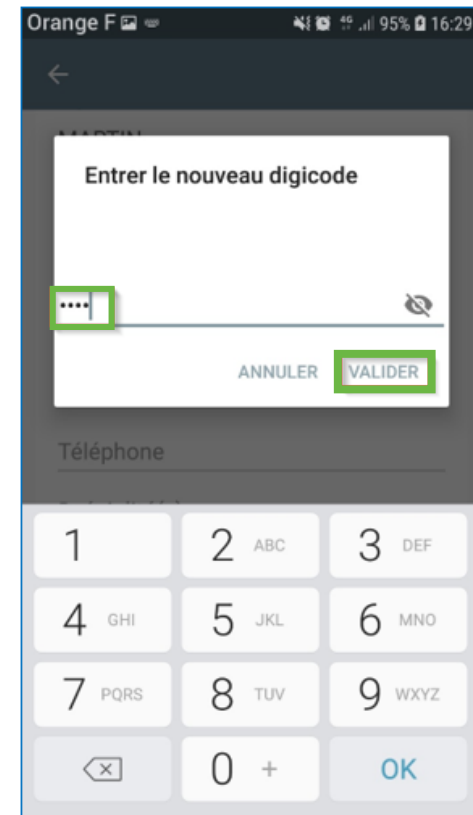 Orange F 4G 95% 16:29
MARTIN
Entrer le nouveau digicode
••••
ANNULER VALIDER
Téléphone
1 2 ABC 3 DEF
4 GHI 5 JKL 6 MNO
7 PQRS 8 TUV 9 WXYZ
0 + OK